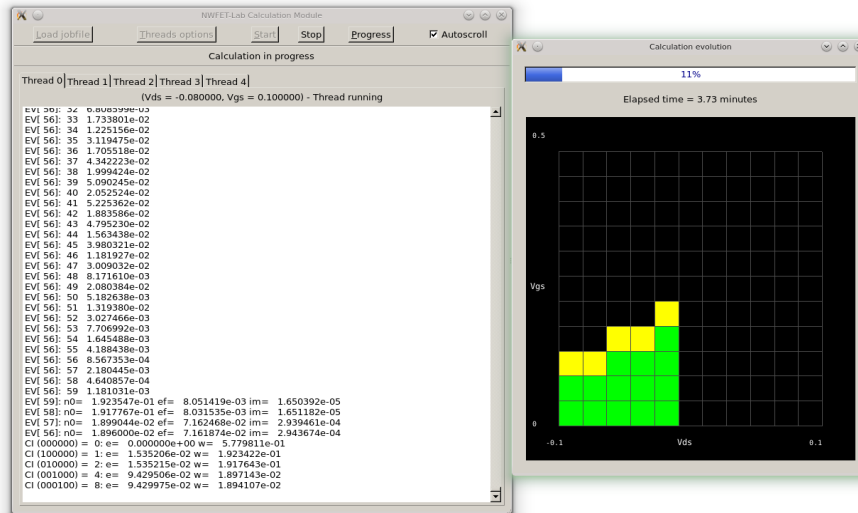 NWFET-Lab Calculation Module
Load jobfile Threads options Start Stop Progress Autoscroll
Calculation in progress
Thread 0 Thread 1 Thread 2 Thread 3 Thread 4
(Vds = -0.080000, Vgs = 0.100000) - Thread running
EV[ 56]: 32 6.808599e-03
EV[ 56]: 33 1.733801e-02
EV[ 56]: 34 1.225156e-02
EV[ 56]: 35 3.119475e-02
EV[ 56]: 36 1.705518e-02
EV[ 56]: 37 4.342223e-02
EV[ 56]: 38 1.999424e-02
EV[ 56]: 39 5.090245e-02
EV[ 56]: 40 2.052524e-02
EV[ 56]: 41 5.225362e-02
EV[ 56]: 42 1.883586e-02
EV[ 56]: 43 4.795230e-02
EV[ 56]: 44 1.563438e-02
EV[ 56]: 45 3.980321e-02
EV[ 56]: 46 1.181927e-02
EV[ 56]: 47 3.009032e-02
EV[ 56]: 48 8.171610e-03
EV[ 56]: 49 2.080384e-02
EV[ 56]: 50 5.182638e-03
EV[ 56]: 51 1.319380e-02
EV[ 56]: 52 3.027466e-03
EV[ 56]: 53 7.706992e-03
EV[ 56]: 54 1.645488e-03
EV[ 56]: 55 4.188438e-03
EV[ 56]: 56 8.567353e-04
EV[ 56]: 57 2.180445e-03
EV[ 56]: 58 4.640857e-04
EV[ 56]: 59 1.181031e-03
EV[ 59]: n0= 1.923547e-01 ef= 8.051419e-03 im= 1.650392e-05
EV[ 58]: n0= 1.917767e-01 ef= 8.031535e-03 im= 1.651182e-05
EV[ 57]: n0= 1.899044e-02 ef= 7.162468e-02 im= 2.939461e-04
EV[ 56]: n0= 1.896000e-02 ef= 7.161874e-02 im= 2.943674e-04
CI (000000) = 0: e= 0.000000e+00 w= 5.779811e-01
CI (100000) = 1: e= 1.535206e-02 w= 1.923422e-01
CI (010000) = 2: e= 1.535215e-02 w= 1.917643e-01
CI (001000) = 4: e= 9.429506e-02 w= 1.897143e-02
CI (000100) = 8: e= 9.429975e-02 w= 1.894107e-02
Calculation evolution
11%
Elapsed time = 3.73 minutes
0.5
Vgs
0
-0.1 Vds 0.1